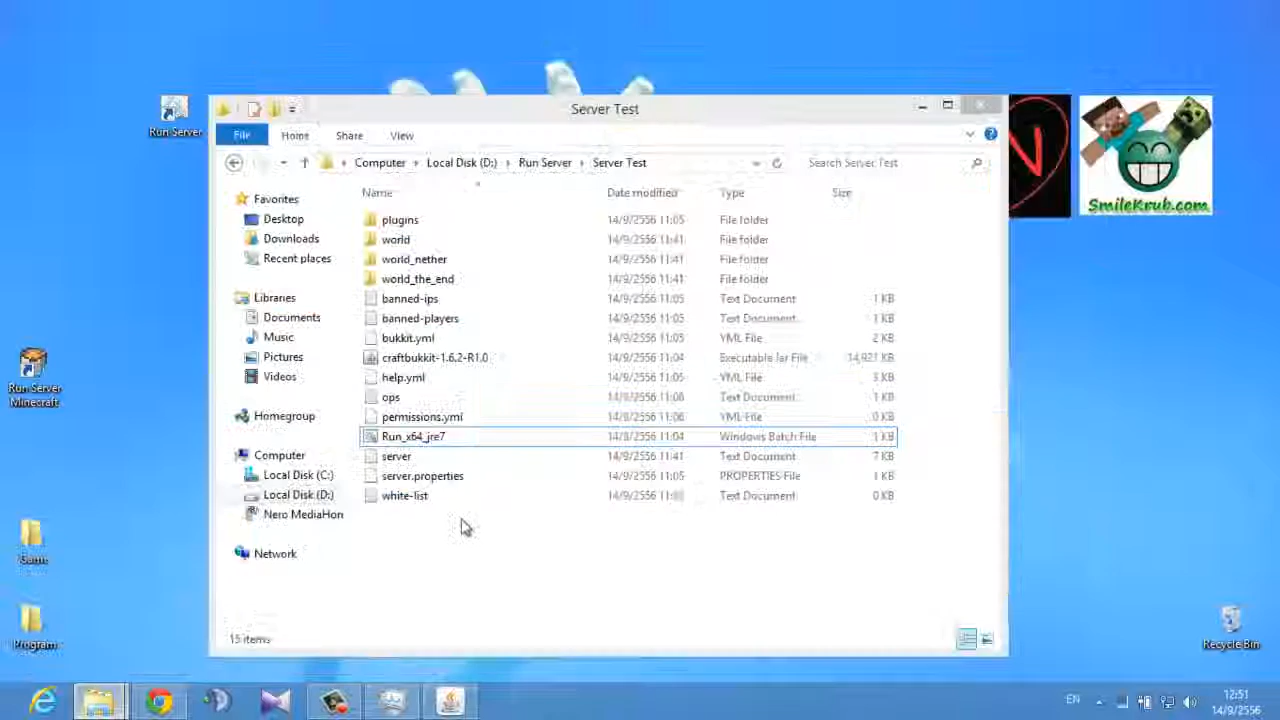 Server Test
Run Server
File Home Share View
Computer Local Disk (D:) Run Server Server Test
Search Server Test
Name Date modified Type Size
Favorites
Desktop
Downloads
Recent places
Libraries
Documents
Music
Pictures
Videos
Homegroup
Computer
Local Disk (C:)
Local Disk (D:)
Nero MediaHon
Network
plugins 14/9/2556 11:05 File folder
world 14/9/2556 11:41 File folder
world_nether 14/9/2556 11:41 File folder
world_the_end 14/9/2556 11:41 File folder
banned-ips 14/9/2556 11:05 Text Document 1 KB
banned-players 14/9/2556 11:05 Text Document 1 KB
bukkit.yml 14/9/2556 11:05 YML File 2 KB
craftbukkit-1.6.2-R1.0 14/9/2556 11:04 Executable Jar File 14,921 KB
help.yml 14/9/2556 11:05 YML File 3 KB
ops 14/9/2556 11:06 Text Document 1 KB
permissions.yml 14/9/2556 11:06 YML File 0 KB
Run_x64_jre7 14/9/2556 11:04 Windows Batch File 1 KB
server 14/9/2556 11:41 Text Document 7 KB
server.properties 14/9/2556 11:05 PROPERTIES File 1 KB
white-list 14/9/2556 Text Document 0 KB
15 items
N
SmileKrub.com
Run Server
Minecraft
Game
Program
Recycle Bin
EN
12:51
14/9/2556